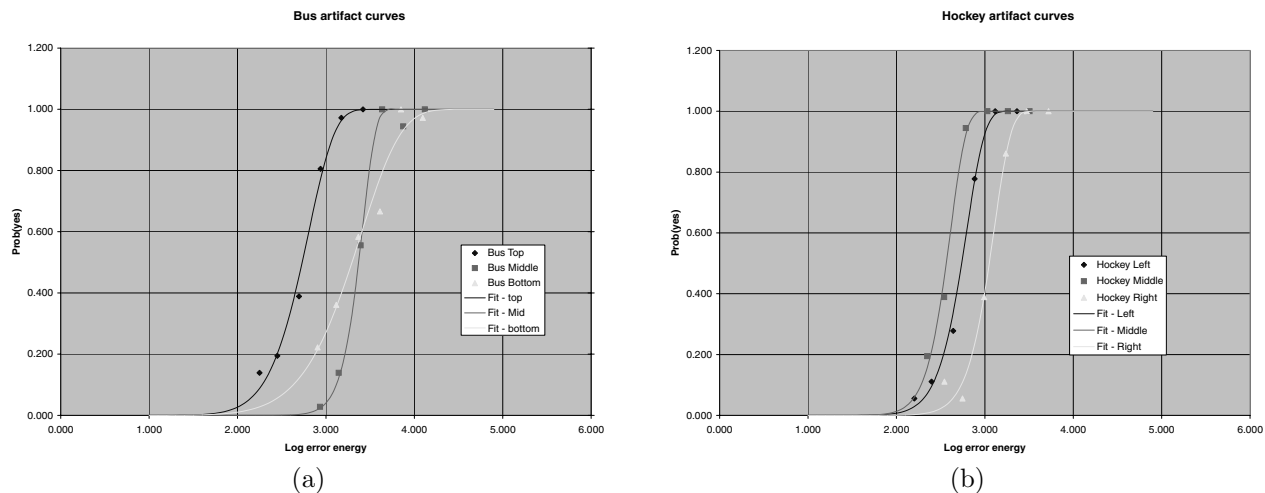 Bus artifact curves
1.200
1.000
0.800
0.600
0.400
0.200
0.000
Prob(yes)
0.000 1.000 2.000 3.000 4.000 5.000 6.000
Log error energy
Bus Top
Bus Middle
Bus Bottom
Fit - top
Fit - Mid
Fit - bottom
(a)
Hockey artifact curves
1.200
1.000
0.800
0.600
0.400
0.200
0.000
Prob(yes)
0.000 1.000 2.000 3.000 4.000 5.000 6.000
Log error energy
Hockey Left
Hockey Middle
Hockey Right
Fit - Left
Fit - Middle
Fit - Right
(b)